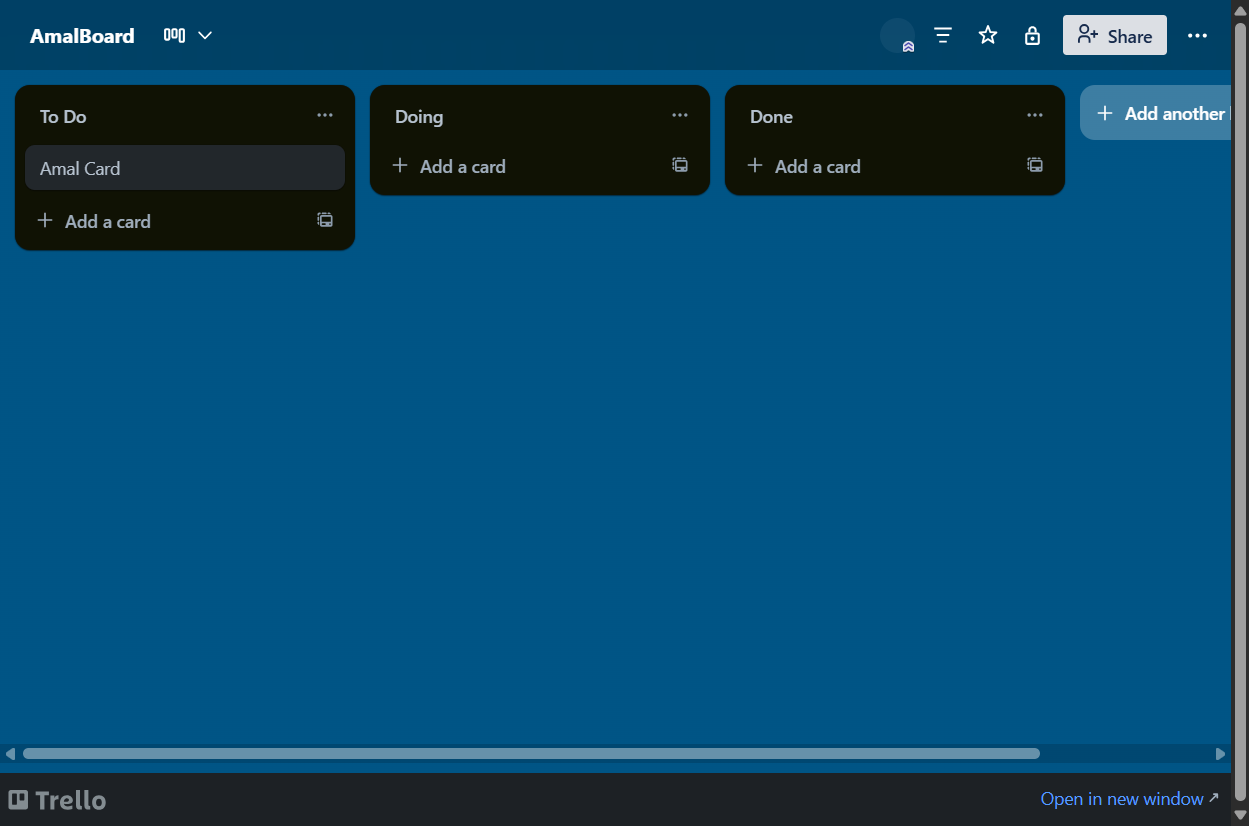 AmalBoard
Share
To Do
Doing
Done
Add another
Amal Card
Add a card
Add a card
Add a card
Trello
Open in new window